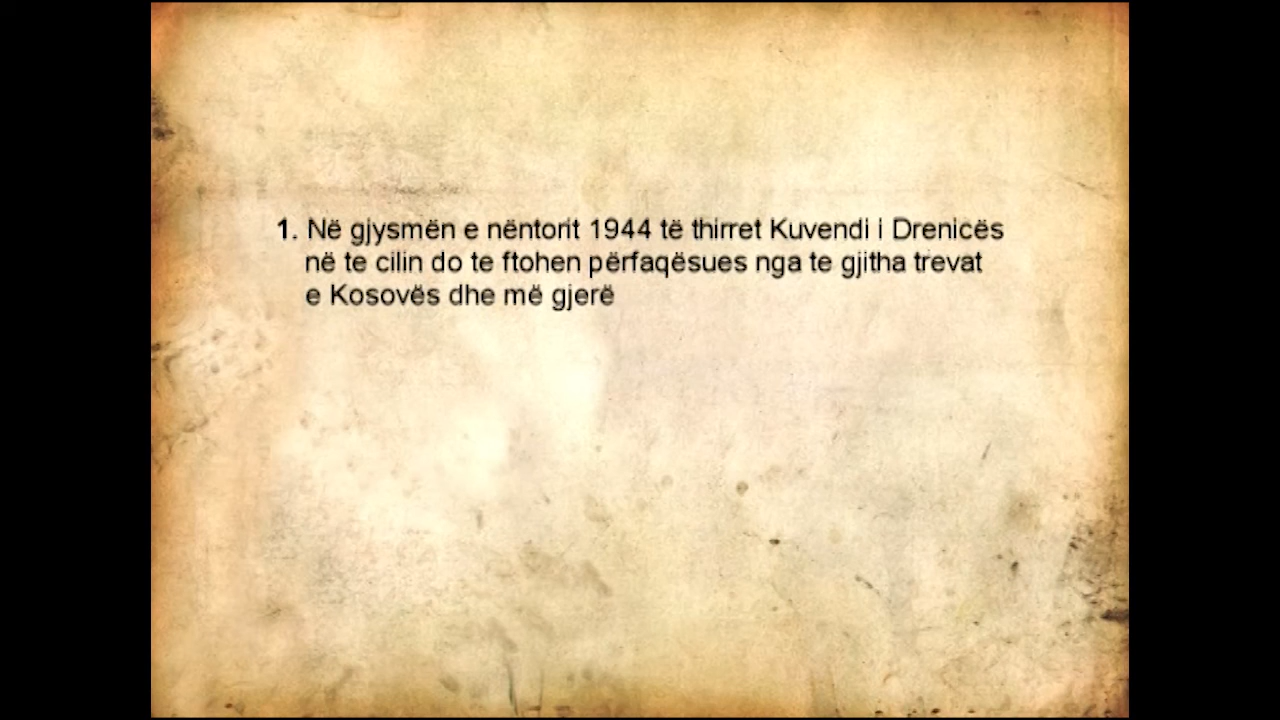 1. Në gjysmën e nëntorit 1944 të thirret Kuvendi i Drenicës
në te cilin do te ftohen përfaqësues nga te gjitha trevat
e Kosovës dhe më gjerë